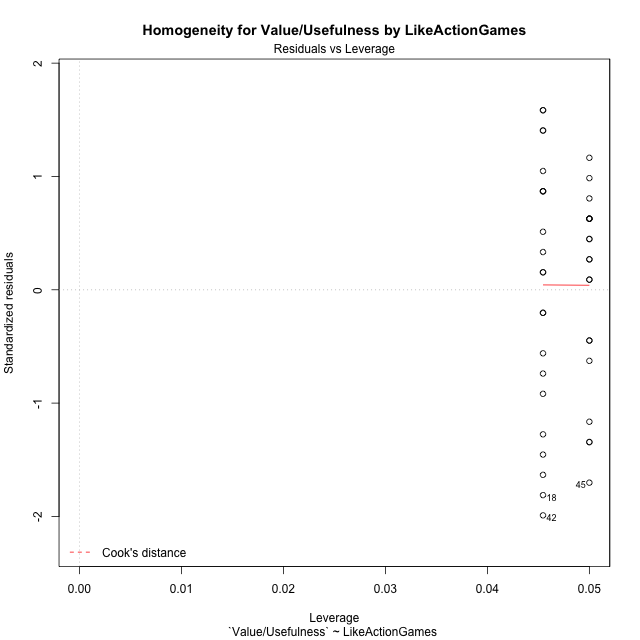 Homogeneity for Value/Usefulness by LikeActionGames
Residuals vs Leverage
2
1
0
-1
-2
Standardized residuals
18
45
42
Cook's distance
0.00 0.01 0.02 0.03 0.04 0.05
Leverage
`Value/Usefulness` ~ LikeActionGames